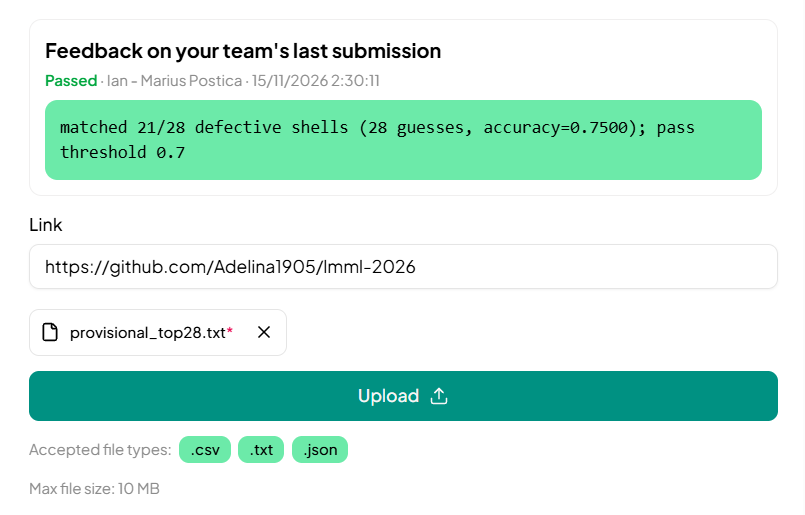 Feedback on your team's last submission
Passed · Ian - Marius Postica · 15/11/2026 2:30:11
matched 21/28 defective shells (28 guesses, accuracy=0.7500); pass
threshold 0.7
Link
https://github.com/Adelina1905/lmml-2026
provisional_top28.txt*
Upload
Accepted file types: .csv .txt .json
Max file size: 10 MB